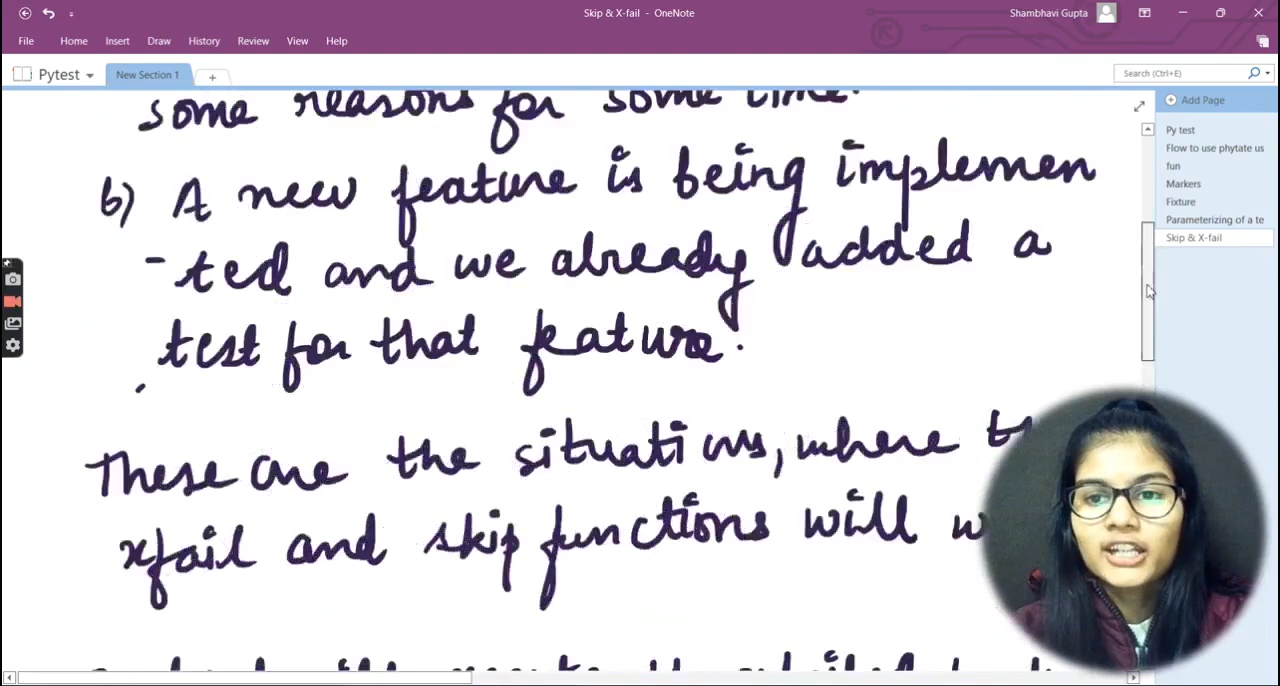 Skip & X-fail - OneNote
Shambhavi Gupta
File Home Insert Draw History Review View Help
Pytest
New Section 1
Search (Ctrl+E)
Add Page
Py test
Flow to use phytate us
fun
Markers
Fixture
Parameterizing of a te
Skip & X-fail
some reasons for some time.
b) A new feature is being implemen
- ted and we already added a
test for that feature.
These are the situations, where
xfail and skip functions will